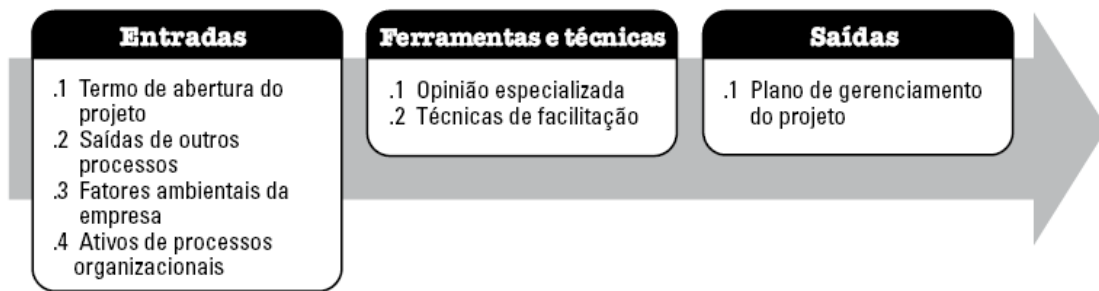 Entradas
.1 Termo de abertura do
projeto
.2 Saídas de outros
processos
.3 Fatores ambientais da
empresa
.4 Ativos de processos
organizacionais
Ferramentas e técnicas
.1 Opinião especializada
.2 Técnicas de facilitação
Saídas
.1 Plano de gerenciamento
do projeto